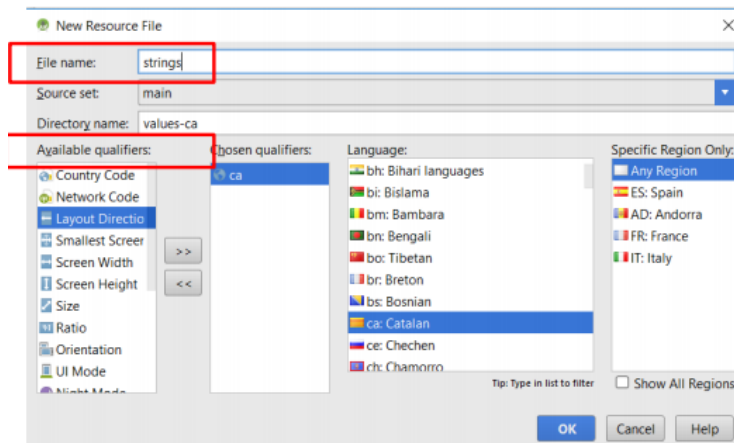 New Resource File
File name: strings
Source set: main
Directory name: values-ca
Available qualifiers: Chosen qualifiers: Language: Specific Region Only:
Country Code
Network Code
Layout Directio
Smallest Screer
Screen Width
Screen Height
Size
Ratio
Orientation
UI Mode
Night Mode
>>
<<
ca
bh: Bihari languages
bi: Bislama
bm: Bambara
bn: Bengali
bo: Tibetan
br: Breton
bs: Bosnian
ca: Catalan
ce: Chechen
ch: Chamorro
Any Region
ES: Spain
AD: Andorra
FR: France
IT: Italy
Tip: Type in list to filter
Show All Regions
OK Cancel Help